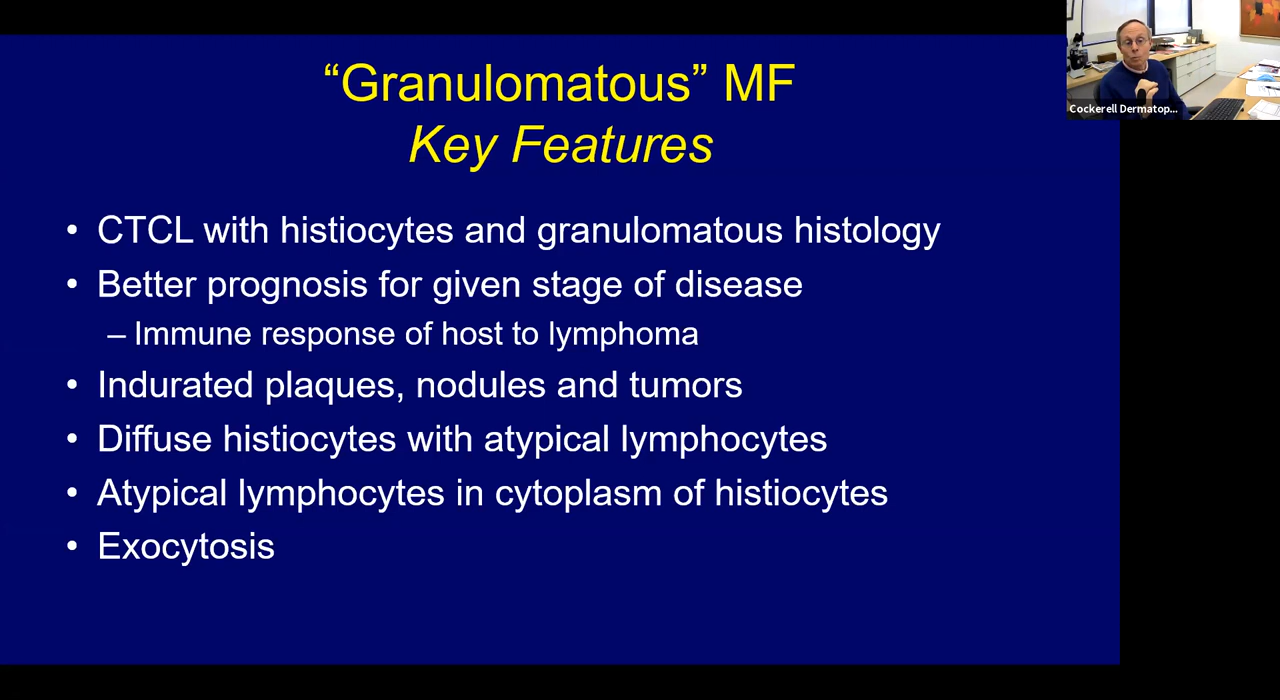 “Granulomatous” MF
Key Features
• CTCL with histiocytes and granulomatous histology
• Better prognosis for given stage of disease
– Immune response of host to lymphoma
• Indurated plaques, nodules and tumors
• Diffuse histiocytes with atypical lymphocytes
• Atypical lymphocytes in cytoplasm of histiocytes
• Exocytosis
Cockerell Dermatop...